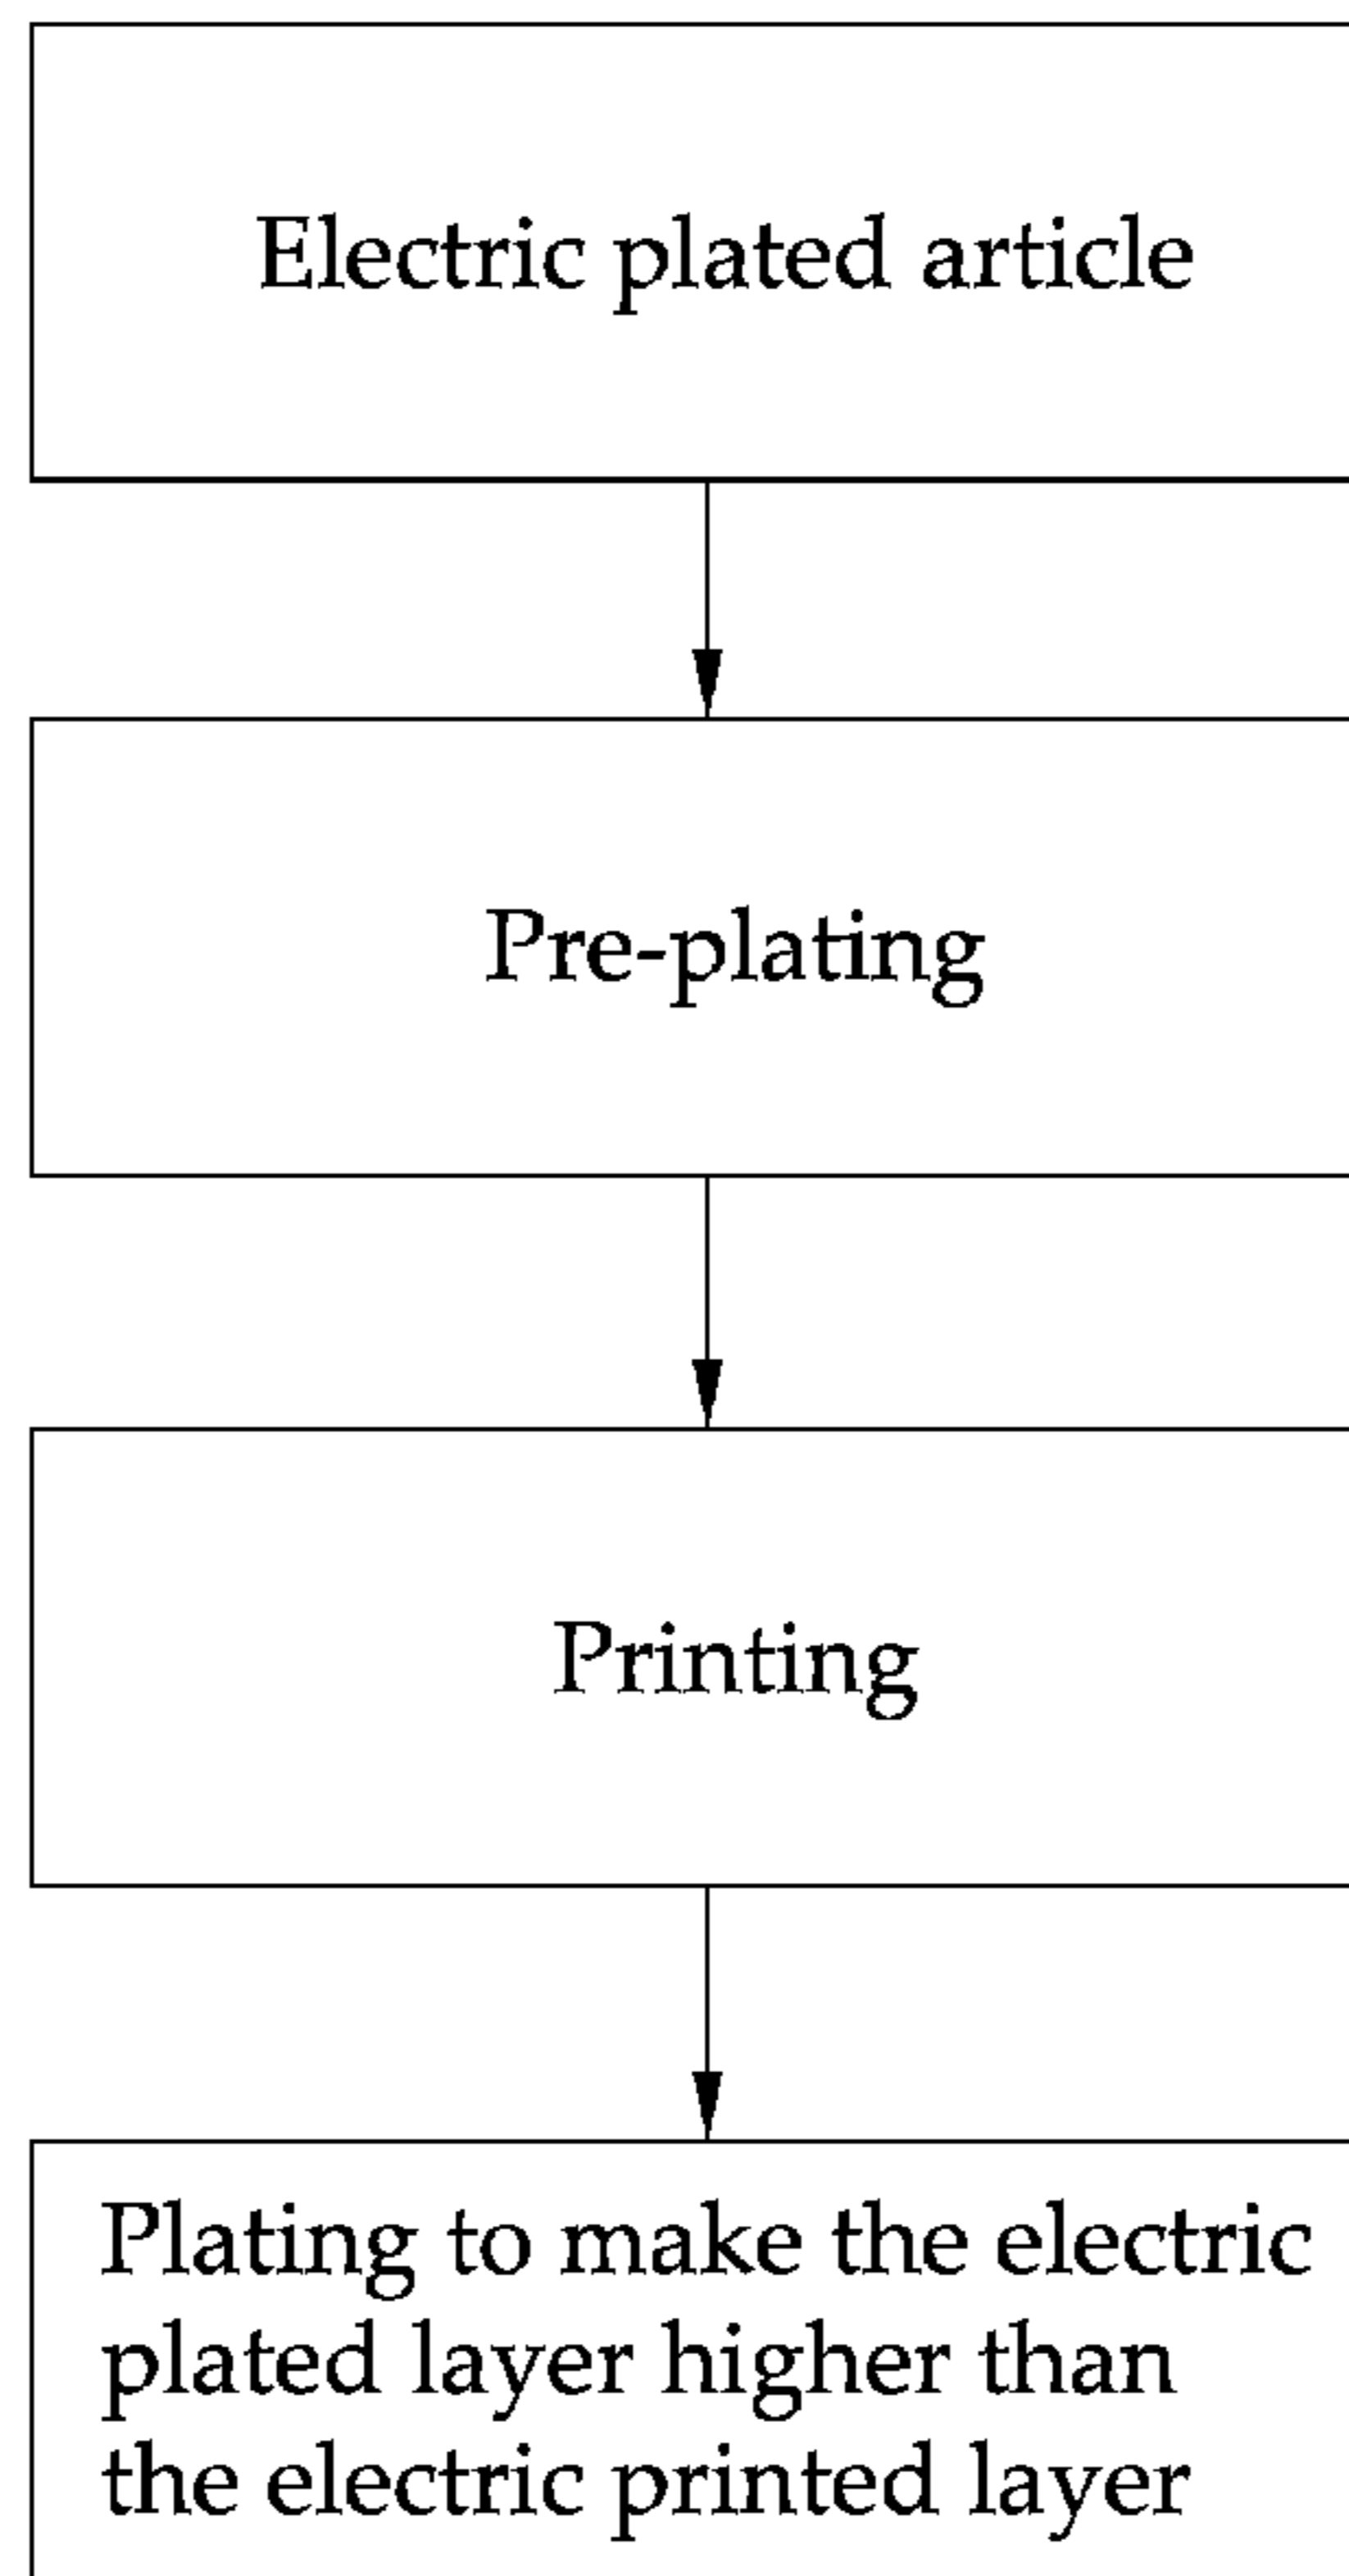 Electric plated article
Pre-plating
Printing
Plating to make the electric
plated layer higher than
the electric printed layer